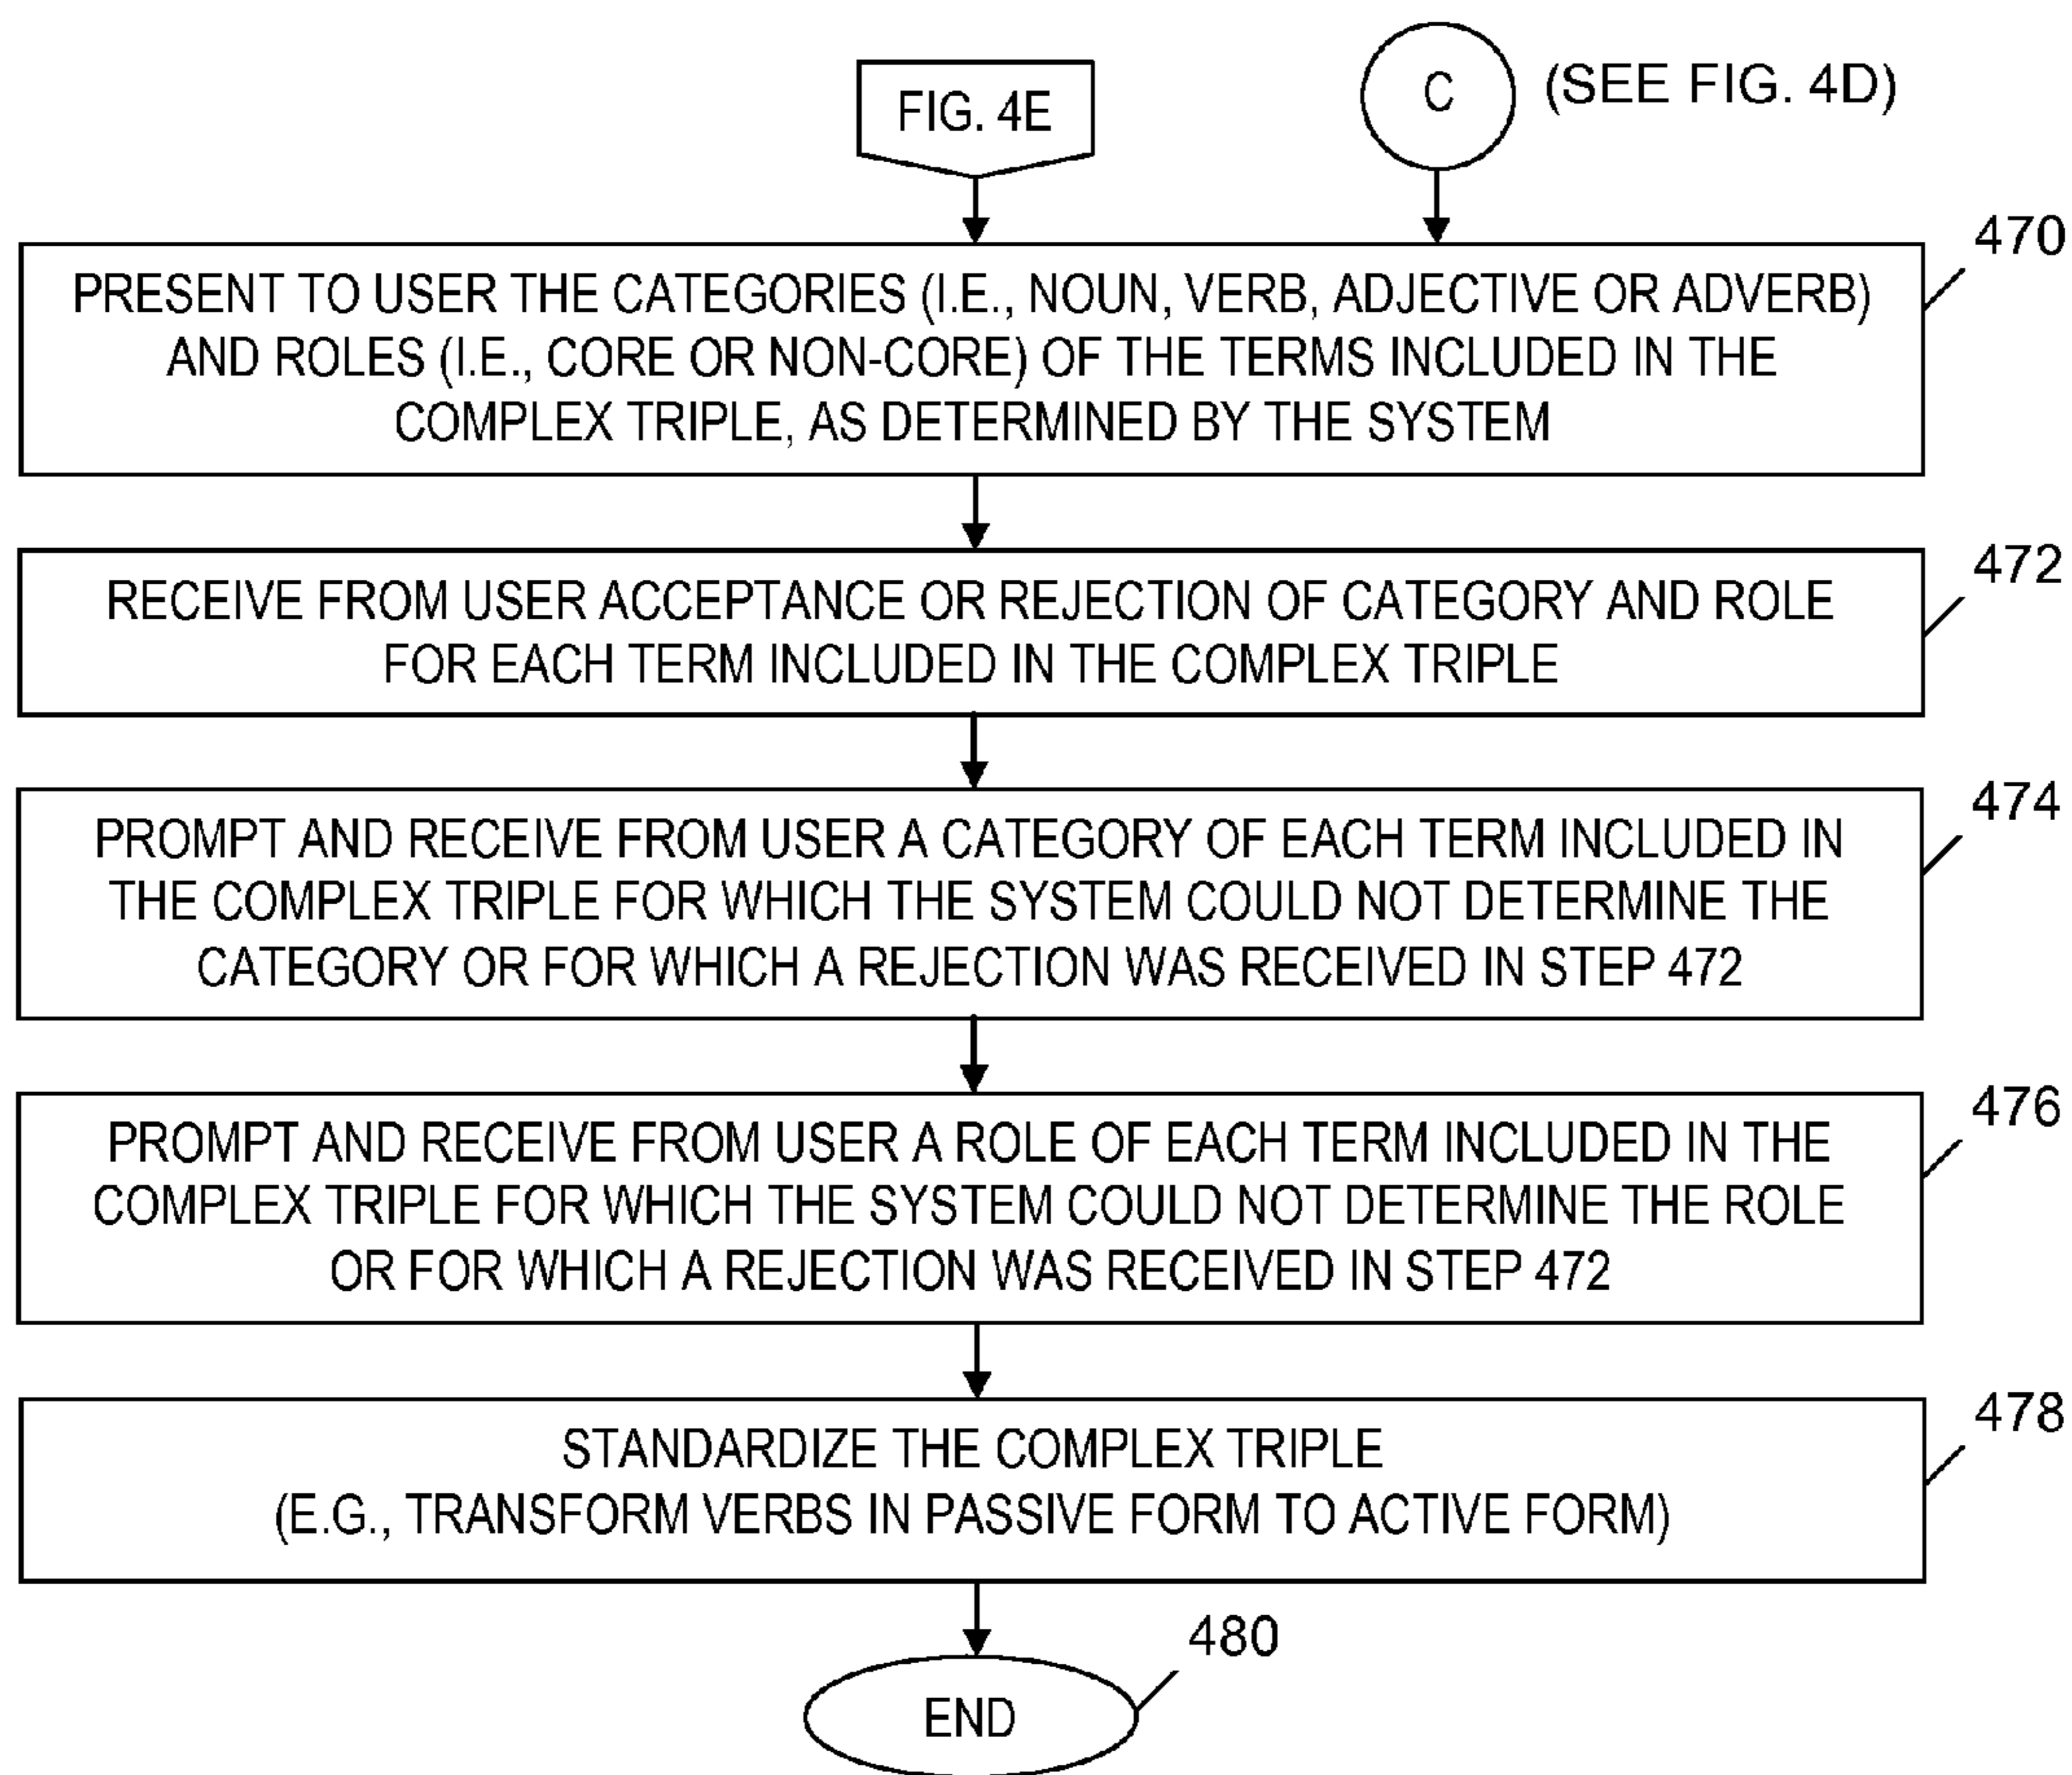 FIG. 4E
C
(SEE FIG. 4D)
470
PRESENT TO USER THE CATEGORIES (I.E., NOUN, VERB, ADJECTIVE OR ADVERB)
AND ROLES (I.E., CORE OR NON-CORE) OF THE TERMS INCLUDED IN THE
COMPLEX TRIPLE, AS DETERMINED BY THE SYSTEM
472
RECEIVE FROM USER ACCEPTANCE OR REJECTION OF CATEGORY AND ROLE
FOR EACH TERM INCLUDED IN THE COMPLEX TRIPLE
474
PROMPT AND RECEIVE FROM USER A CATEGORY OF EACH TERM INCLUDED IN
THE COMPLEX TRIPLE FOR WHICH THE SYSTEM COULD NOT DETERMINE THE
CATEGORY OR FOR WHICH A REJECTION WAS RECEIVED IN STEP 472
476
PROMPT AND RECEIVE FROM USER A ROLE OF EACH TERM INCLUDED IN THE
COMPLEX TRIPLE FOR WHICH THE SYSTEM COULD NOT DETERMINE THE ROLE
OR FOR WHICH A REJECTION WAS RECEIVED IN STEP 472
478
STANDARDIZE THE COMPLEX TRIPLE
(E.G., TRANSFORM VERBS IN PASSIVE FORM TO ACTIVE FORM)
480
END